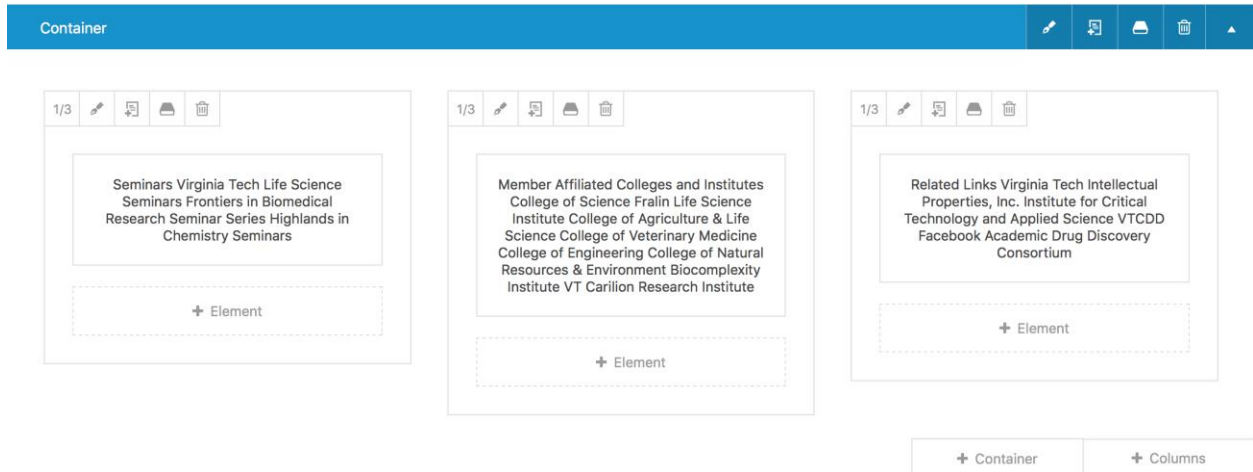 Container
1/3
Seminars Virginia Tech Life Science
Seminars Frontiers in Biomedical
Research Seminar Series Highlands in
Chemistry Seminars
+ Element
1/3
Member Affiliated Colleges and Institutes
College of Science Fralin Life Science
Institute College of Agriculture & Life
Science College of Veterinary Medicine
College of Engineering College of Natural
Resources & Environment Biocomplexity
Institute VT Carilion Research Institute
+ Element
1/3
Related Links Virginia Tech Intellectual
Properties, Inc. Institute for Critical
Technology and Applied Science VTCDD
Facebook Academic Drug Discovery
Consortium
+ Element
+ Container
+ Columns